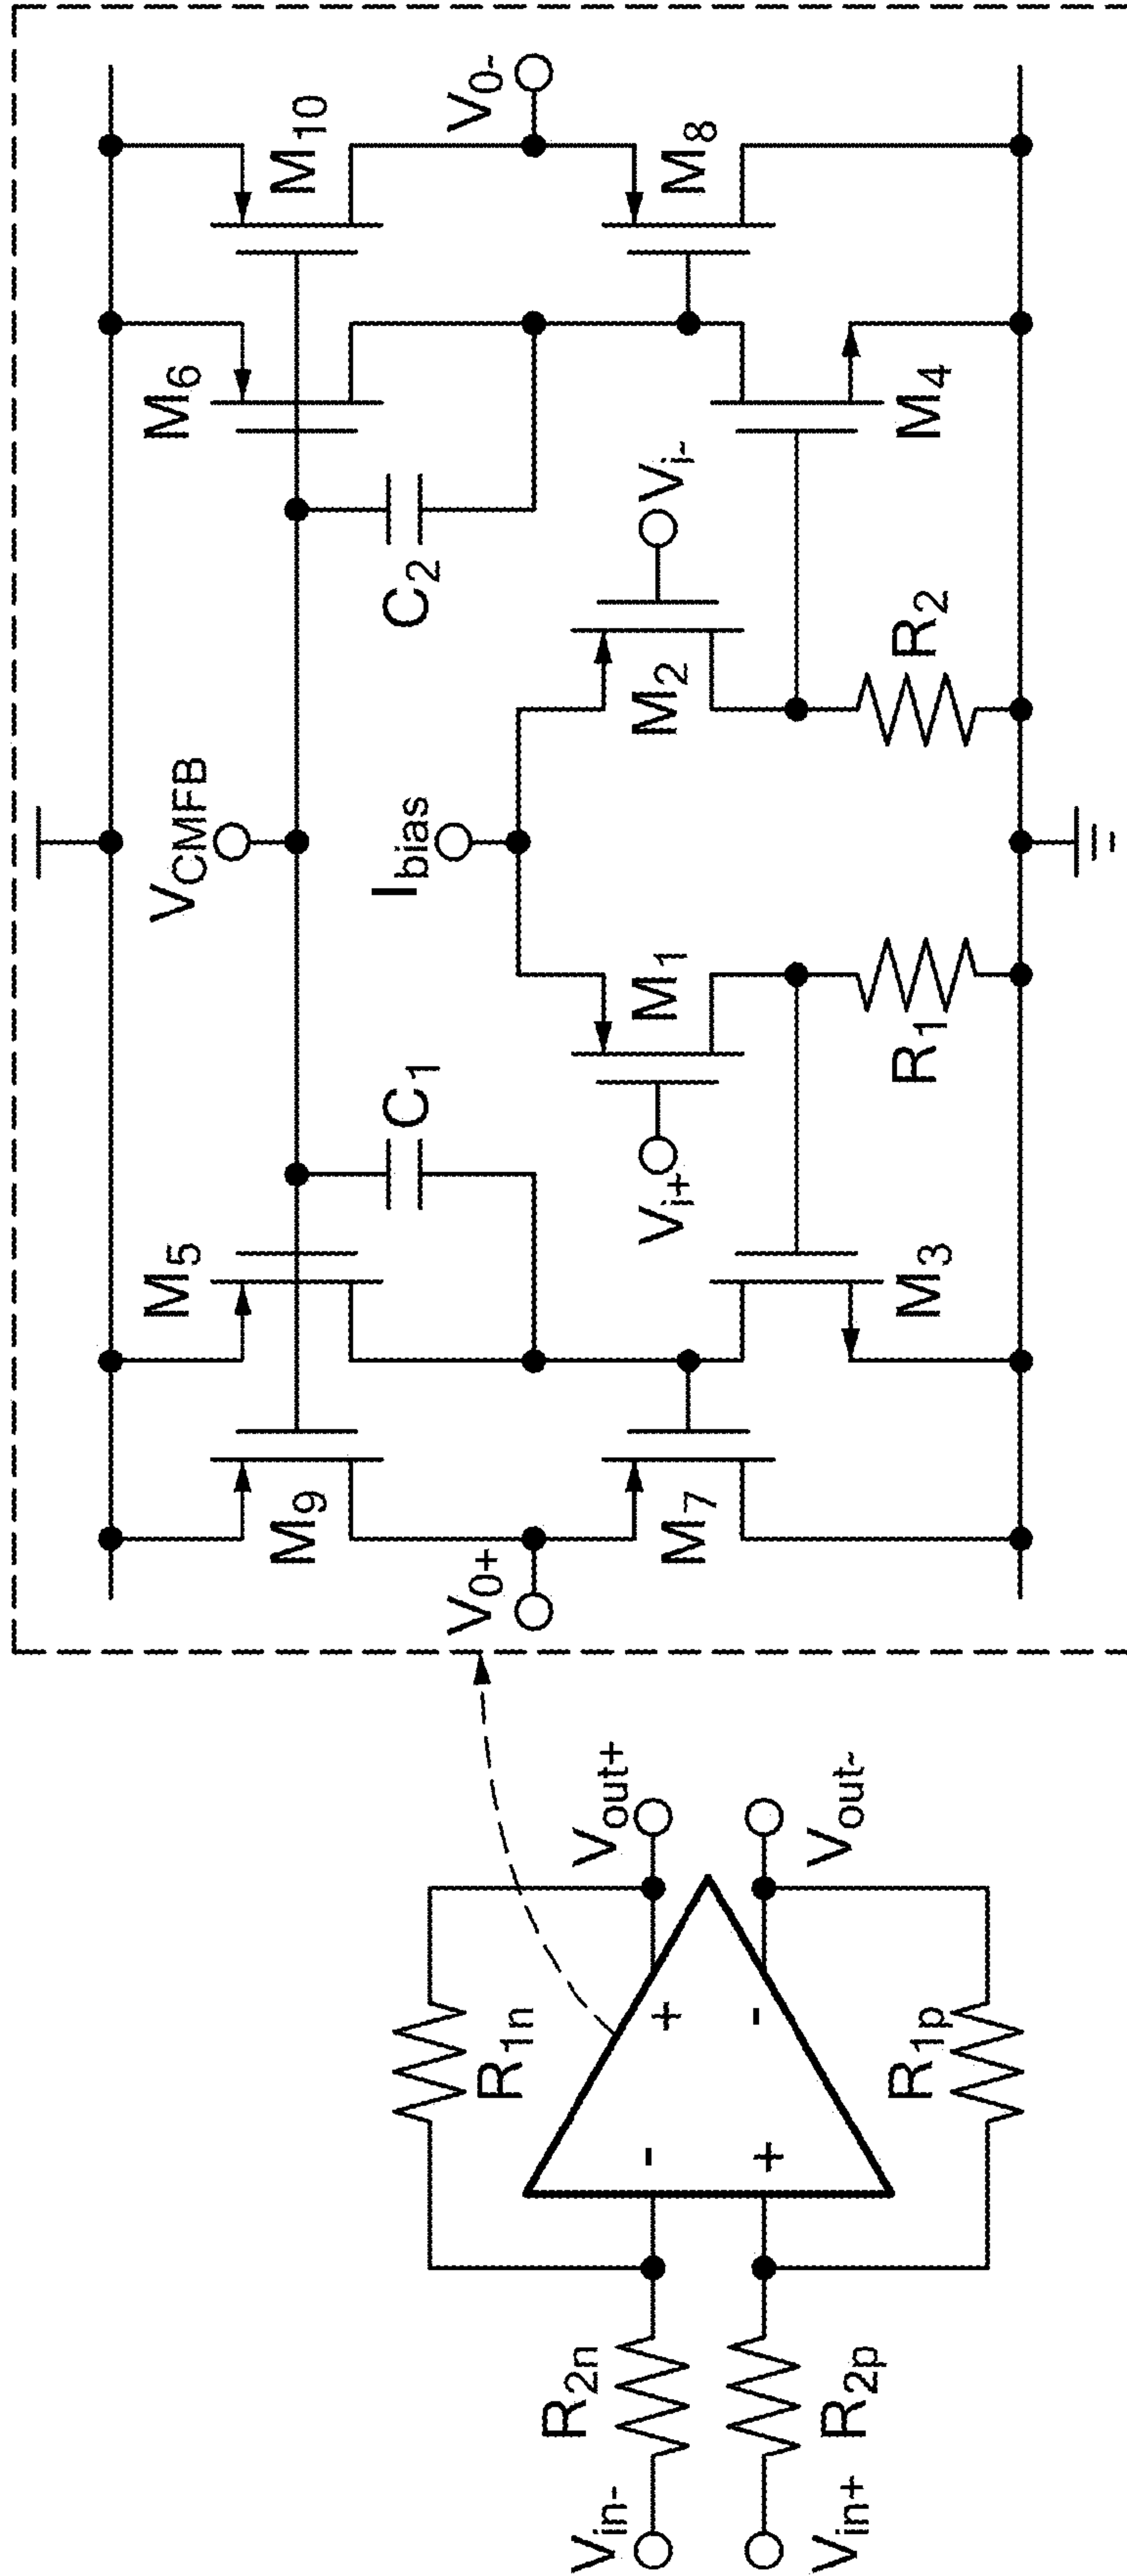 Vin-
Vin+
R2n
R2p
R1n
R1p
-
+
+
-
Vout+
Vout-
V0+
V0-
VCMFB
Ibias
M9
M5
M6
M10
C1
C2
M7
M1
M2
M8
Vi+
Vi-
M3
R1
R2
M4